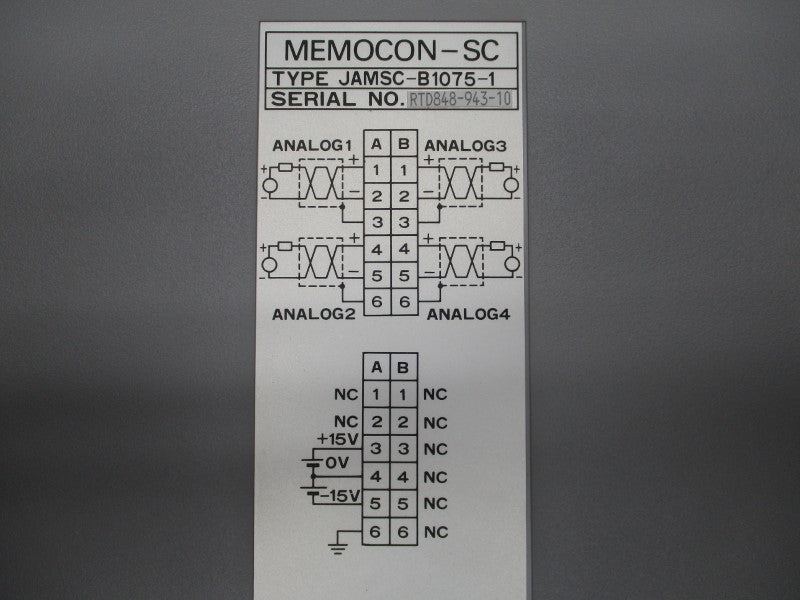 MEMOCON-SC
TYPE JAMSC-B1075-1
SERIAL NO. RTD848-943-10
ANALOG1 A B ANALOG3
+ + 1 1 + +
- - 2 2 - -
3 3
+ + 4 4 + +
- - 5 5 - -
6 6
ANALOG2 ANALOG4
A B
NC 1 1 NC
NC 2 2 NC
+15V 3 3 NC
0V 4 4 NC
-15V 5 5 NC
6 6 NC